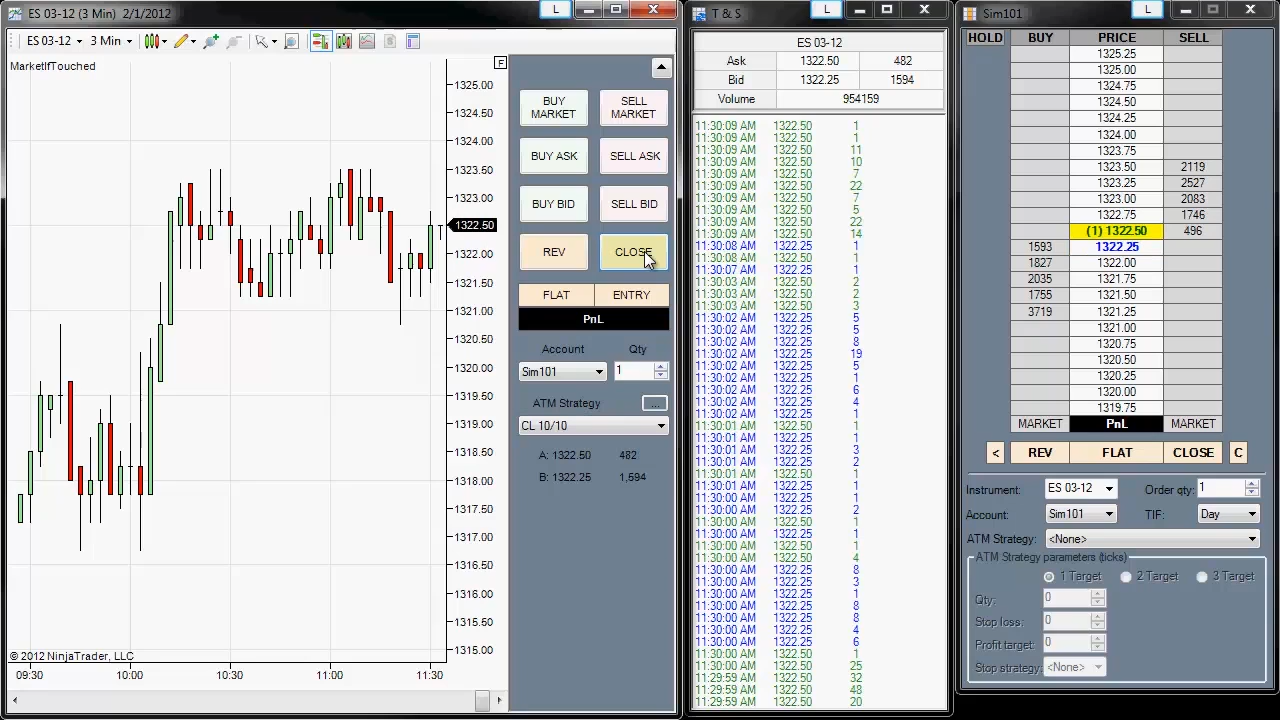 ES 03-12 (3 Min) 2/1/2012
L
ES 03-12
3 Min
MarketIfTouched
F
1325.00
1324.50
1324.00
1323.50
1323.00
1322.50
1322.00
1321.50
1321.00
1320.50
1320.00
1319.50
1319.00
1318.50
1318.00
1317.50
1317.00
1316.50
1316.00
1315.50
1315.00
© 2012 NinjaTrader, LLC
09:30 10:00 10:30 11:00 11:30
BUY MARKET
SELL MARKET
BUY ASK
SELL ASK
BUY BID
SELL BID
REV
CLOSE
FLAT
ENTRY
PnL
Account
Qty
Sim101
1
ATM Strategy
...
CL 10/10
A: 1322.50 482
B: 1322.25 1,594
T & S
L
ES 03-12
Ask 1322.50 482
Bid 1322.25 1594
Volume 954159
11:30:09 AM 1322.50 1
11:30:09 AM 1322.50 1
11:30:09 AM 1322.50 11
11:30:09 AM 1322.50 10
11:30:09 AM 1322.50 7
11:30:09 AM 1322.50 22
11:30:09 AM 1322.50 7
11:30:09 AM 1322.50 5
11:30:09 AM 1322.50 22
11:30:09 AM 1322.50 14
11:30:08 AM 1322.25 1
11:30:08 AM 1322.50 1
11:30:07 AM 1322.25 1
11:30:03 AM 1322.50 2
11:30:03 AM 1322.50 2
11:30:03 AM 1322.50 3
11:30:02 AM 1322.25 5
11:30:02 AM 1322.25 5
11:30:02 AM 1322.25 8
11:30:02 AM 1322.25 19
11:30:02 AM 1322.25 5
11:30:02 AM 1322.25 1
11:30:02 AM 1322.25 6
11:30:02 AM 1322.25 4
11:30:02 AM 1322.25 1
11:30:01 AM 1322.50 1
11:30:01 AM 1322.25 1
11:30:01 AM 1322.25 3
11:30:01 AM 1322.25 2
11:30:01 AM 1322.50 1
11:30:01 AM 1322.25 1
11:30:00 AM 1322.25 1
11:30:00 AM 1322.25 2
11:30:00 AM 1322.50 1
11:30:00 AM 1322.25 1
11:30:00 AM 1322.50 1
11:30:00 AM 1322.50 4
11:30:00 AM 1322.25 8
11:30:00 AM 1322.25 3
11:30:00 AM 1322.25 1
11:30:00 AM 1322.25 8
11:30:00 AM 1322.25 8
11:30:00 AM 1322.25 4
11:30:00 AM 1322.25 6
11:30:00 AM 1322.50 1
11:30:00 AM 1322.50 25
11:29:59 AM 1322.50 32
11:29:59 AM 1322.50 48
11:29:59 AM 1322.50 20
Sim101
L
HOLD BUY PRICE SELL
1325.25
1325.00
1324.75
1324.50
1324.25
1324.00
1323.75
1323.50 2119
1323.25 2527
1323.00 2083
1322.75 1746
(1) 1322.50 496
1593 1322.25
1827 1322.00
2035 1321.75
1755 1321.50
3719 1321.25
1321.00
1320.75
1320.50
1320.25
1320.00
1319.75
MARKET PnL MARKET
< REV FLAT CLOSE C
Instrument: ES 03-12 Order qty: 1
Account: Sim101 TIF: Day
ATM Strategy: <None>
ATM Strategy parameters (ticks)
1 Target 2 Target 3 Target
Qty: 0
Stop loss: 0
Profit target: 0
Stop strategy: <None>